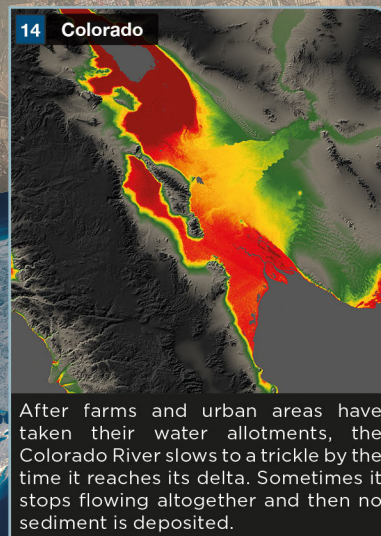 14 Colorado
After farms and urban areas have
taken their water allotments, the
Colorado River slows to a trickle by the
time it reaches its delta. Sometimes it
stops flowing altogether and then no
sediment is deposited.